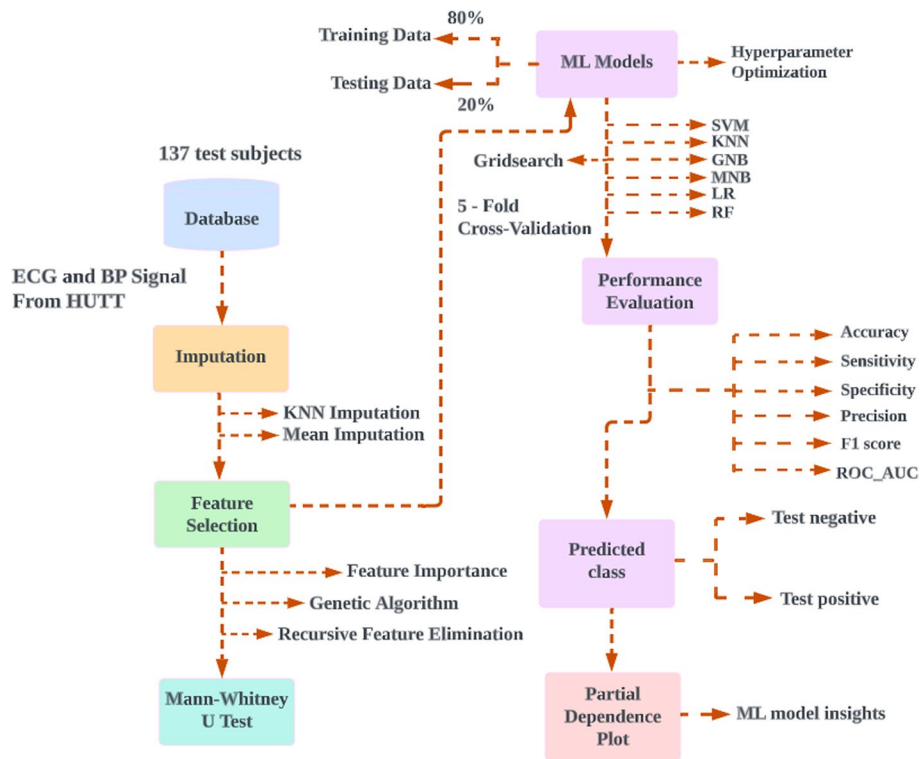 80%
Training Data
ML Models
Hyperparameter
Optimization
Testing Data
20%
137 test subjects
Database
SVM
KNN
GNB
MNB
LR
RF
Gridsearch
5 - Fold
Cross-Validation
ECG and BP Signal
From HUTT
Performance
Evaluation
Imputation
KNN Imputation
Mean Imputation
Accuracy
Sensitivity
Specificity
Precision
F1 score
ROC_AUC
Feature
Selection
Feature Importance
Genetic Algorithm
Recursive Feature Elimination
Mann-Whitney
U Test
Predicted
class
Test negative
Test positive
Partial
Dependence
Plot
ML model insights